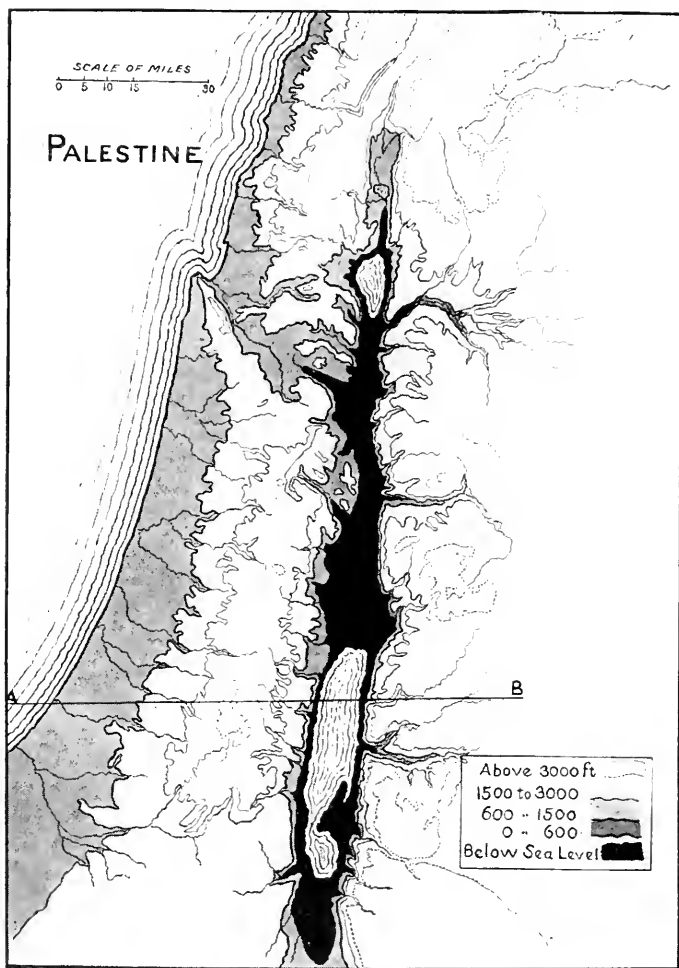 SCALE OF MILES
0 5 10 15 30
PALESTINE
A B
Above 3000 ft
1500 to 3000
600 " 1500
0 " 600
Below Sea Level